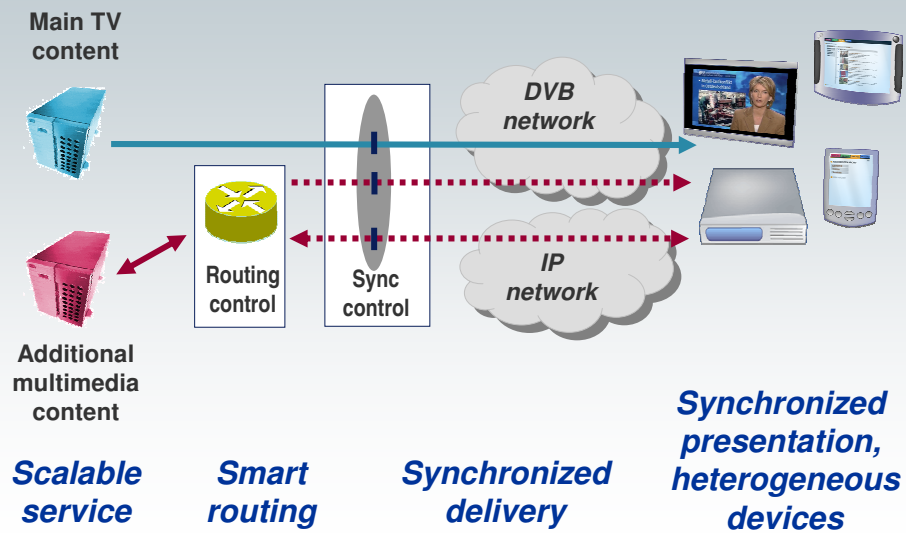 Main TV
content
DVB
network
Routing
control
Sync
control
IP
network
Additional
multimedia
content
Scalable
service
Smart
routing
Synchronized
delivery
Synchronized
presentation,
heterogeneous
devices